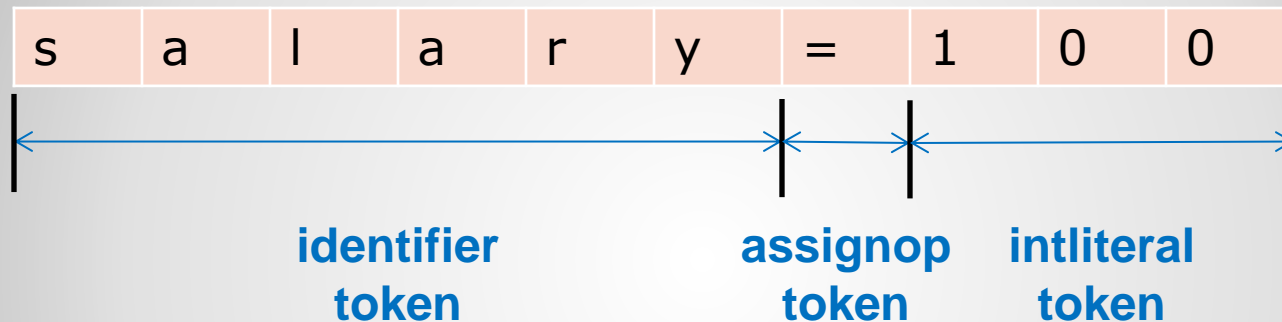 s a l a r y = 1 0 0
identifier assignop intliteral
token token token